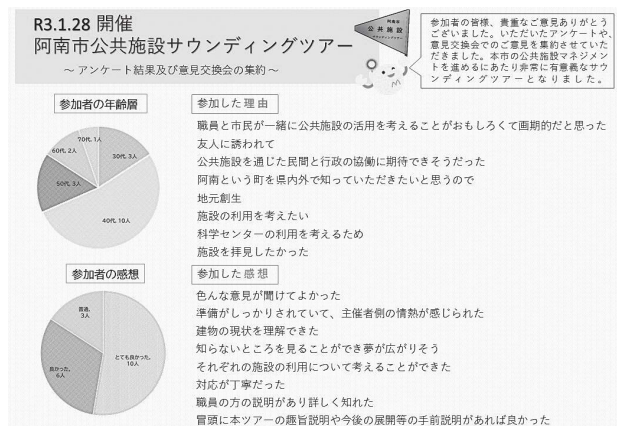 R3.1.28 開催
阿南市公共施設サウンディングツアー
～ アンケート結果及び意見交換会の集約 ～
阿南市
公共施設
サウンディングツアー
参加者の皆様、貴重なご意見ありがとう
ございました。いただいたアンケートや、
意見交換会でのご意見を集約させていた
だきました。本市の公共施設マネジメン
トを進めるにあたり非常に有意義なサウ
ンディングツアーとなりました。
参加者の年齢層
70代, 1人
60代, 2人
30代, 3人
50代, 3人
40代, 10人
参加した理由
職員と市民が一緒に公共施設の活用を考えることがおもしろくて画期的だと思った
友人に誘われて
公共施設を通じた民間と行政の協働に期待できそうだった
阿南という町を県内外で知っていただきたいと思うので
地元創生
施設の利用を考えたい
科学センターの利用を考えるため
施設を拝見したかった
参加者の感想
普通,
3人
良かった,
6人
とても良かった,
10人
参加した感想
色んな意見が聞けてよかった
準備がしっかりされていて、主催者側の情熱が感じられた
建物の現状を理解できた
知らないところを見ることができ夢が広がりそう
それぞれの施設の利用について考えることができた
対応が丁寧だった
職員の方の説明があり詳しく知れた
冒頭に本ツアーの趣旨説明や今後の展開等の手前説明があれば良かった